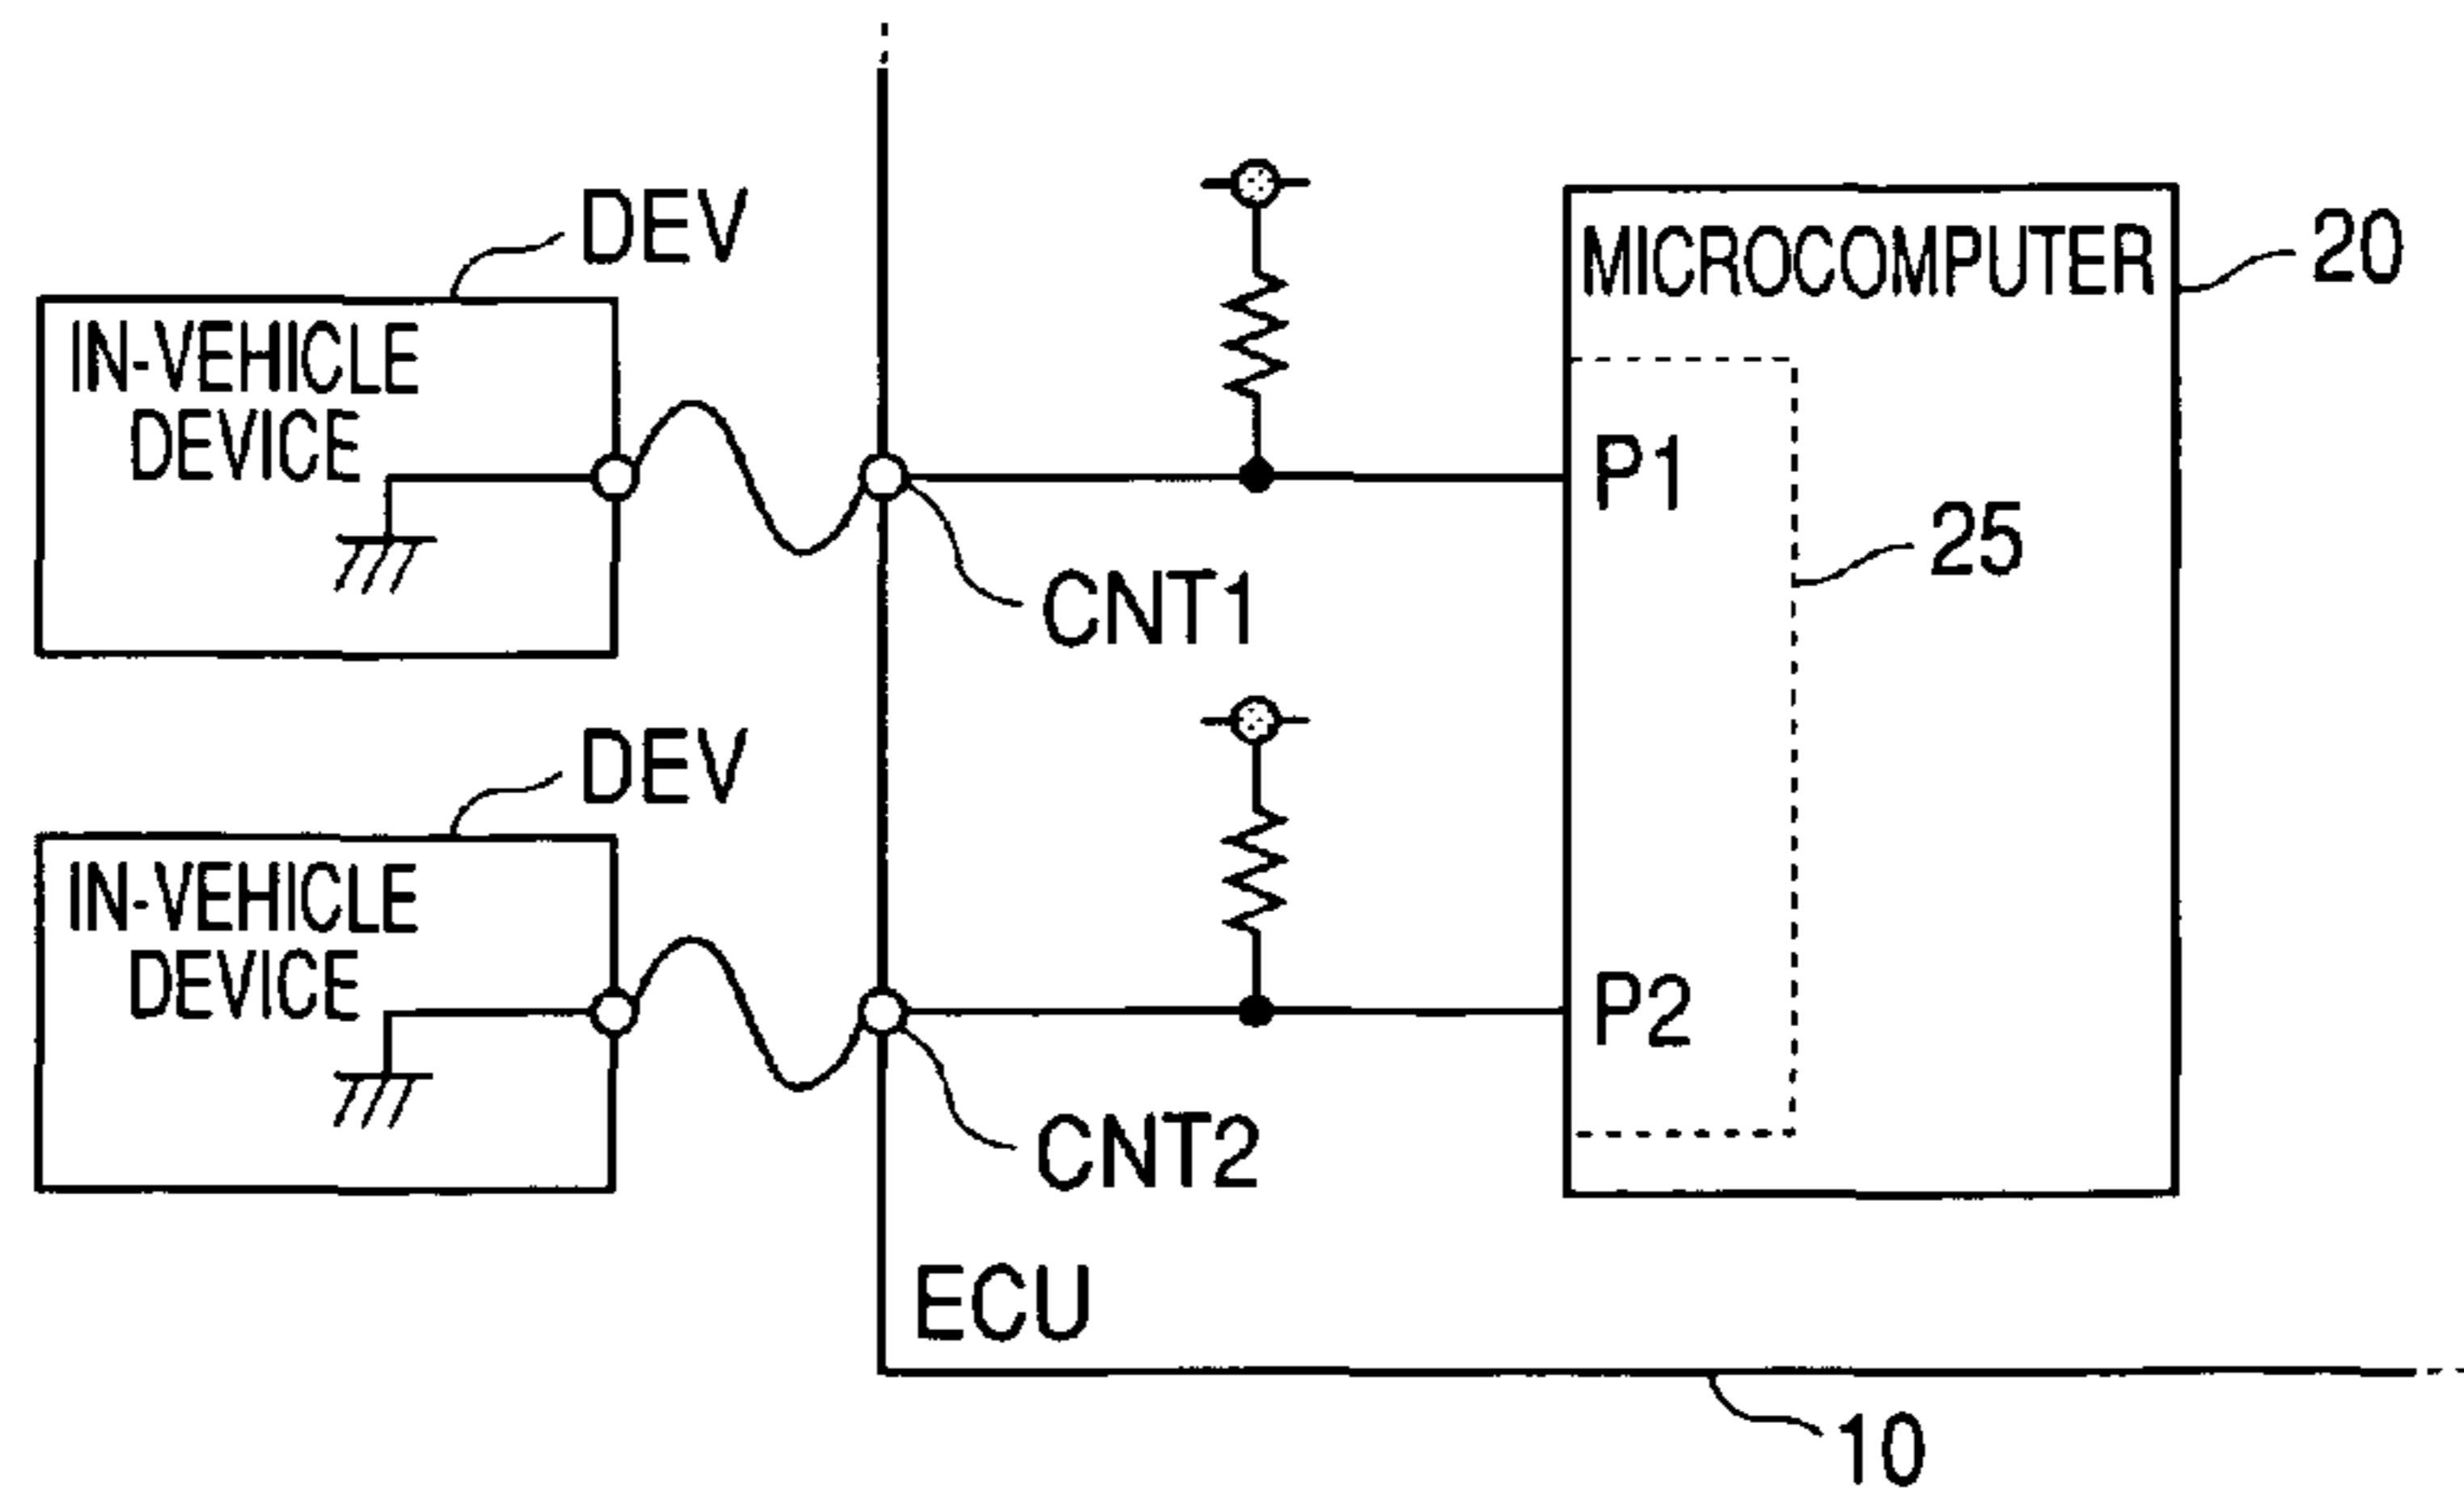 DEV
IN-VEHICLE
DEVICE
CNT1
MICROCOMPUTER
20
P1
25
DEV
IN-VEHICLE
DEVICE
CNT2
P2
ECU
10